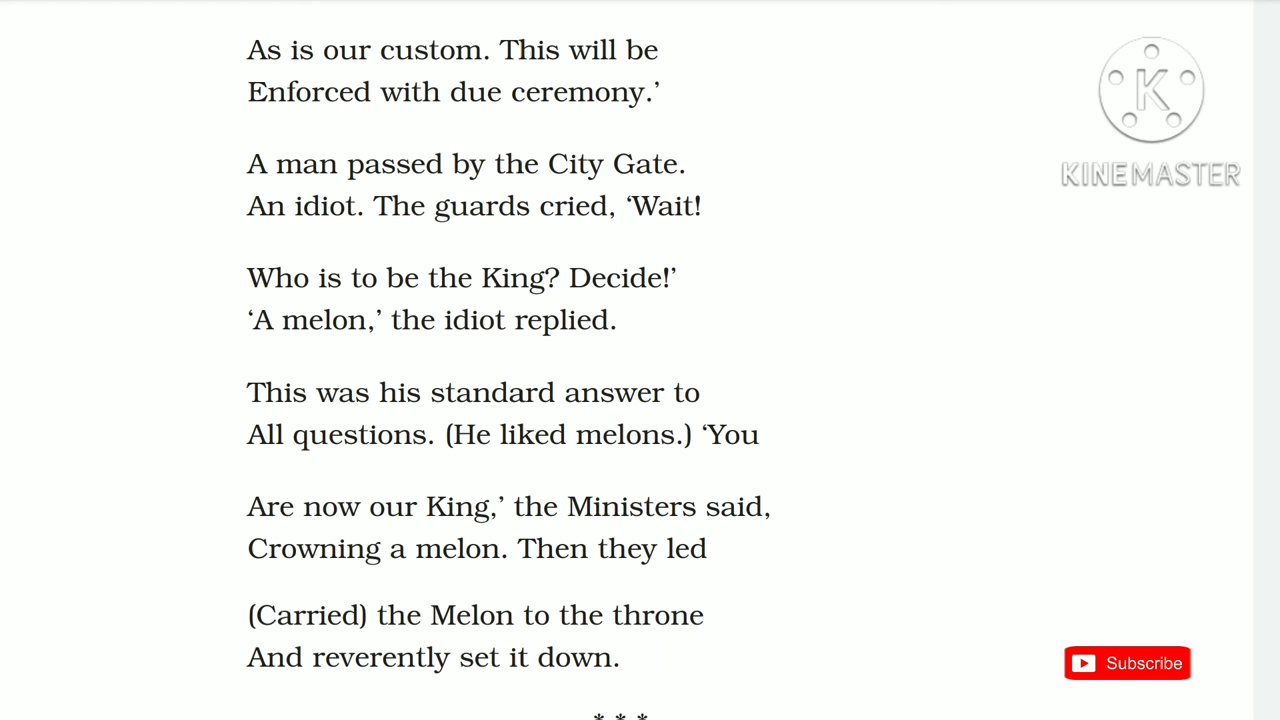 As is our custom. This will be
Enforced with due ceremony.’
A man passed by the City Gate.
An idiot. The guards cried, ‘Wait!
Who is to be the King? Decide!’
‘A melon,’ the idiot replied.
This was his standard answer to
All questions. (He liked melons.) ‘You
Are now our King,’ the Ministers said,
Crowning a melon. Then they led
(Carried) the Melon to the throne
And reverently set it down.
* * *
K
KINEMASTER
Subscribe